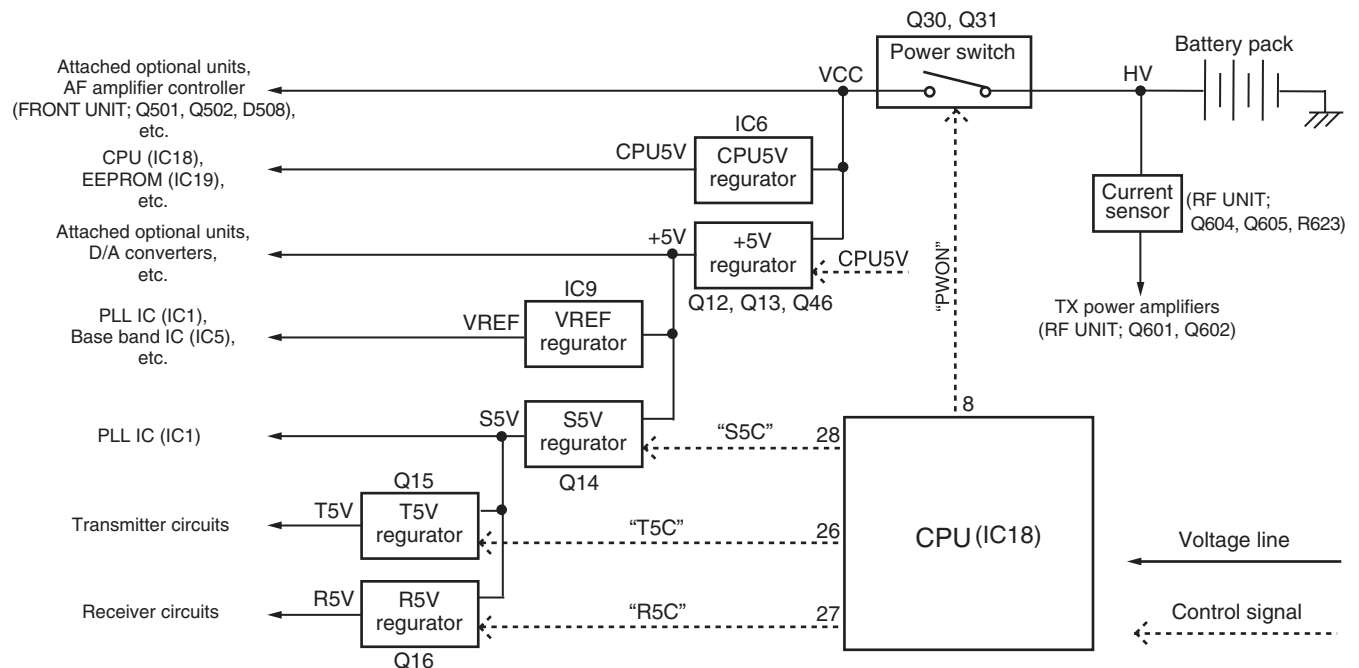 Q30, Q31
Power switch
Battery pack
VCC
HV
Attached optional units,
AF amplifier controller
(FRONT UNIT; Q501, Q502, D508),
etc.
IC6
CPU5V
CPU5V
regurator
CPU (IC18),
EEPROM (IC19),
etc.
Current
sensor
(RF UNIT;
Q604, Q605, R623)
Attached optional units,
D/A converters,
etc.
+5V
+5V
regurator
CPU5V
Q12, Q13, Q46
"PWON"
TX power amplifiers
(RF UNIT; Q601, Q602)
IC9
VREF
VREF
regurator
PLL IC (IC1),
Base band IC (IC5),
etc.
8
S5V
S5V
regurator
"S5C"
28
PLL IC (IC1)
Q14
Q15
T5V
T5V
regurator
"T5C"
26
Transmitter circuits
CPU (IC18)
Voltage line
R5V
R5V
regurator
"R5C"
27
Receiver circuits
Q16
Control signal